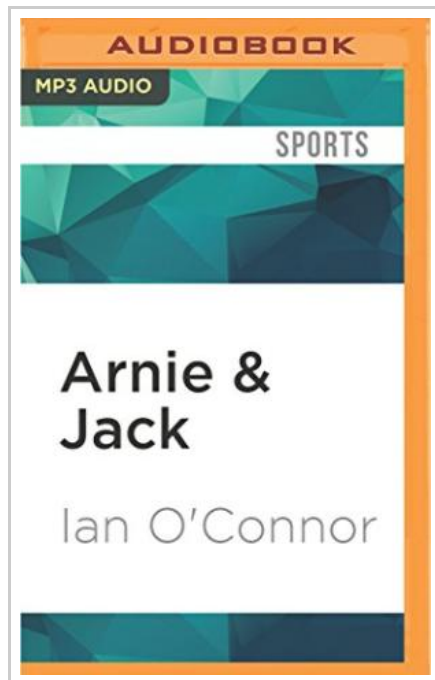 AUDIOBOOK
MP3 AUDIO
SPORTS
Arnie &
Jack
Ian O'Connor